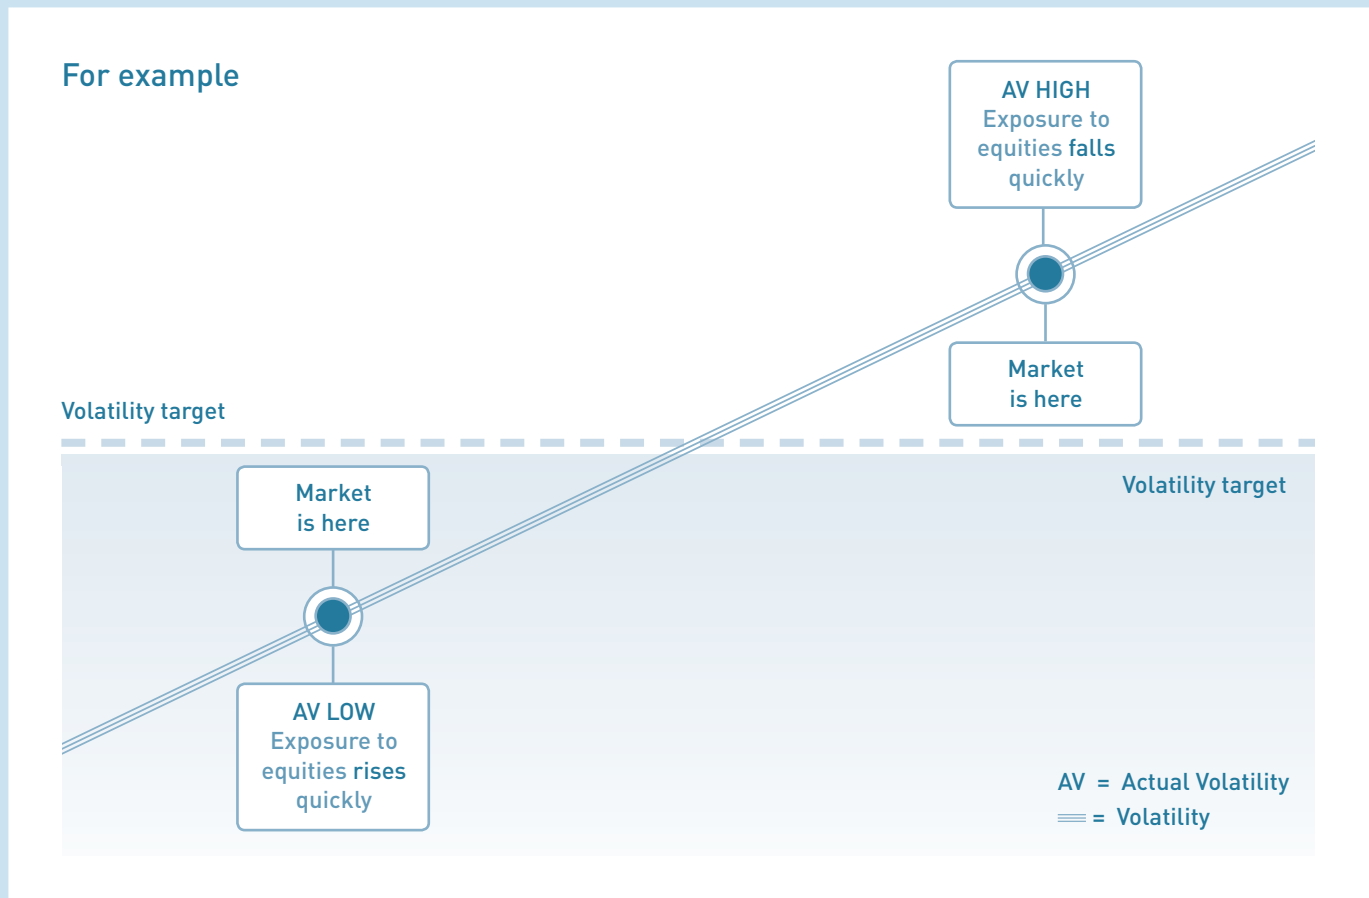 For example
AV HIGH
Exposure to
equities falls
quickly
Market
is here
Volatility target
Volatility target
Market
is here
AV LOW
Exposure to
equities rises
quickly
AV = Actual Volatility
= Volatility